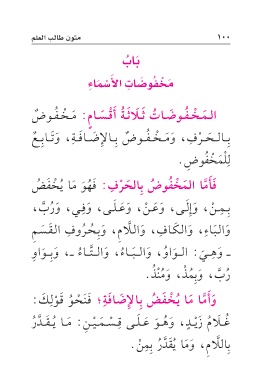 ١٠٠ متون طالب العلم
بَابُ
مَخْفُوضَاتِ الأَسْمَاءِ
المَخْفُوضَاتُ ثَلَاثَةُ أَقْسَامٍ: مَخْفُوضٌ
بِالحَرْفِ، وَمَخْفُوضٌ بِالإِضَافَةِ، وَتَابِعٌ
لِلْمَخْفُوضِ.
فَأَمَّا المَخْفُوضُ بِالحَرْفِ: فَهُوَ مَا يُخْفَضُ
بِمِنْ، وَإِلَى، وَعَنْ، وَعَلَى، وَفِي، وَرُبَّ،
وَالبَاءِ، وَالكَافِ، وَاللَّامِ، وَبِحُرُوفِ القَسَمِ
ـ وَهِيَ: الوَاوُ، وَالبَاءُ، وَالتَّاءُ ـ، وَبِوَاوِ
رُبَّ، وَبِمُذْ، وَمُنْذُ.
وَأَمَّا مَا يُخْفَضُ بِالإِضَافَةِ؛ فَنَحْوُ قَوْلِكَ:
غُلَامُ زَيْدٍ، وَهُوَ عَلَى قِسْمَيْنِ: مَا يُقَدَّرُ
بِاللَّامِ، وَمَا يُقَدَّرُ بِمِنْ.